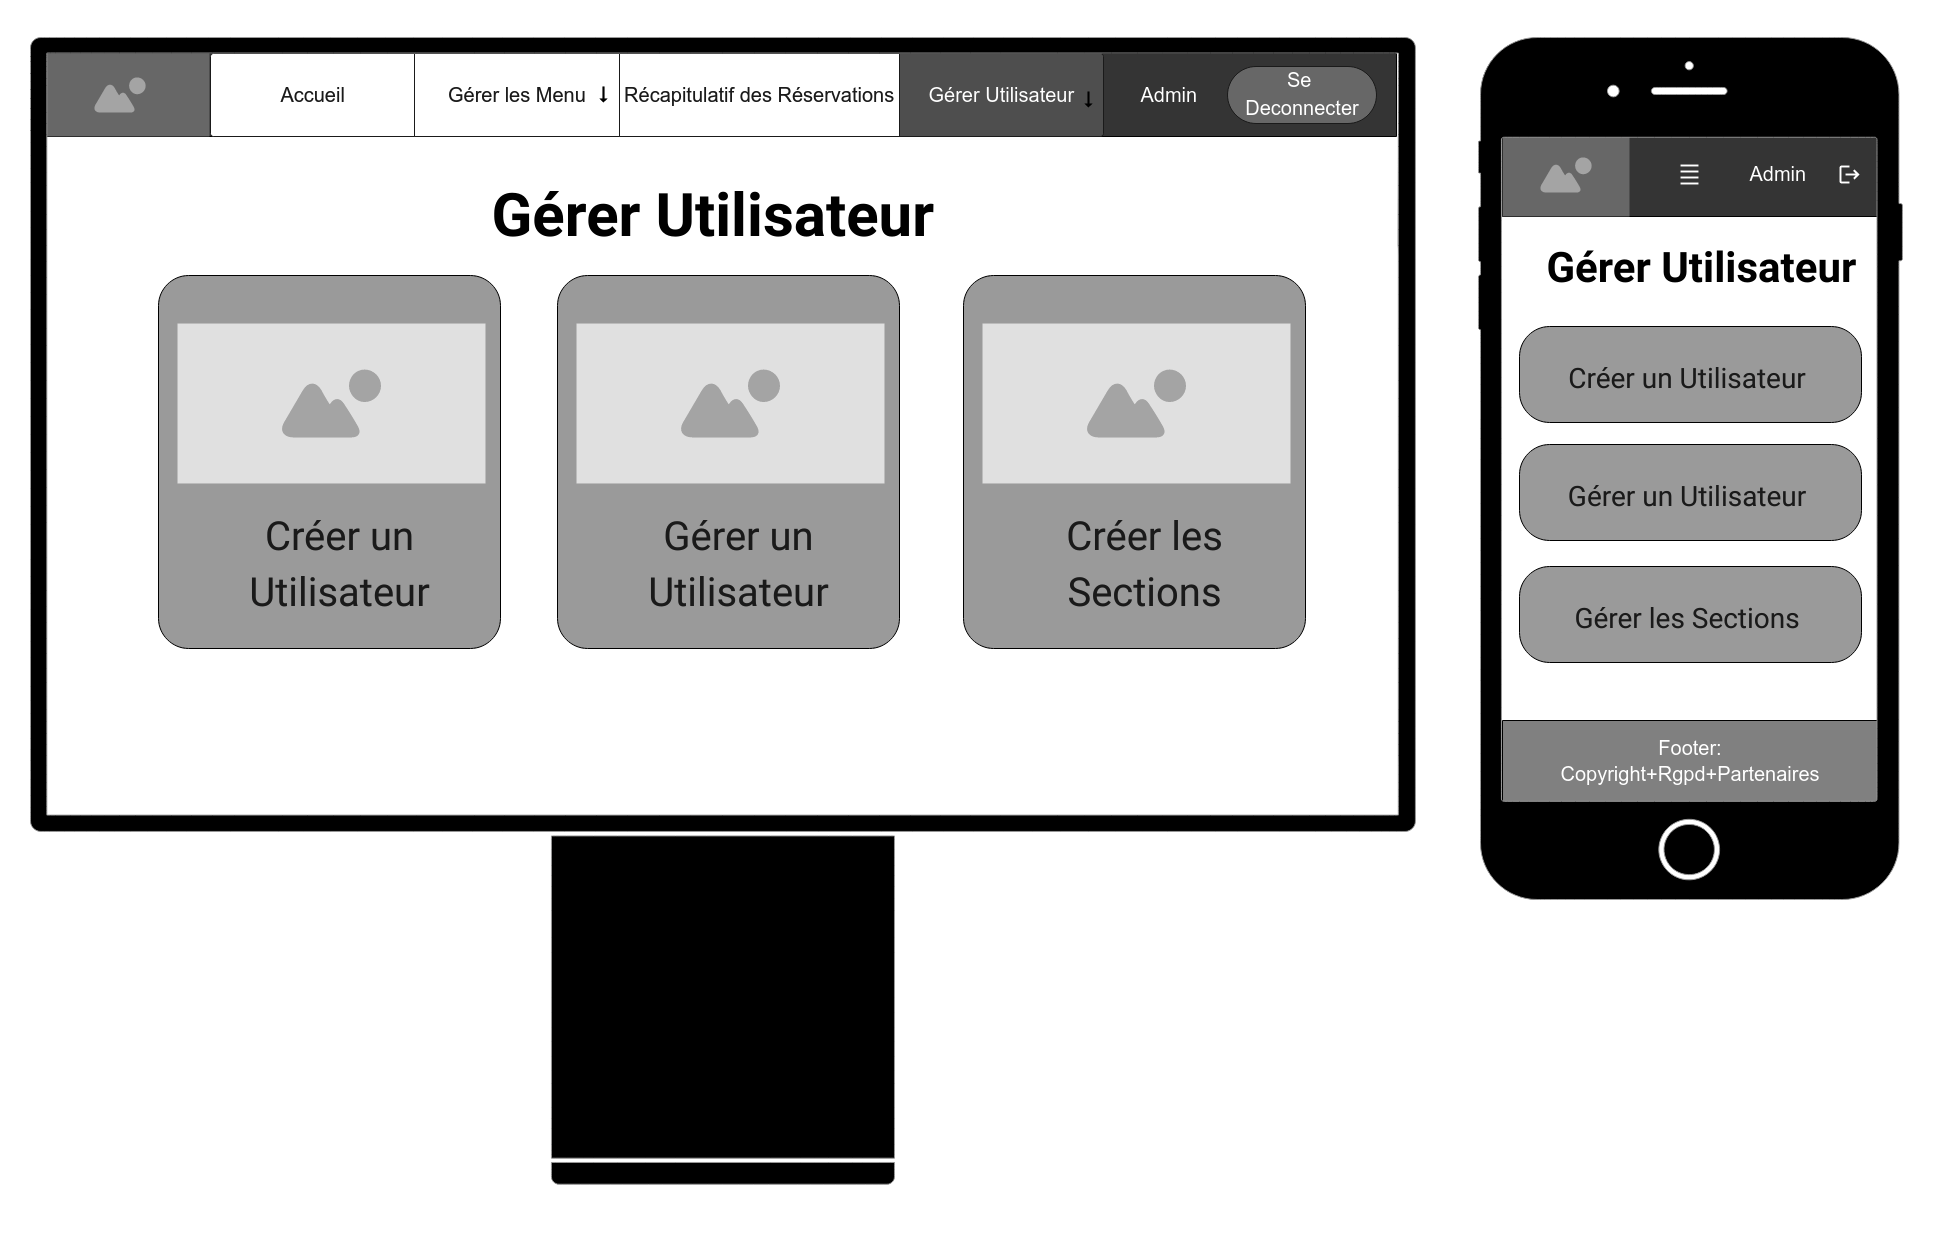 Accueil
Gérer les Menu
Récapitulatif des Réservations
Gérer Utilisateur
Admin
Se
Deconnecter
Gérer Utilisateur
Créer un
Utilisateur
Gérer un
Utilisateur
Créer les
Sections
Admin
Gérer Utilisateur
Créer un Utilisateur
Gérer un Utilisateur
Gérer les Sections
Footer:
Copyright+Rgpd+Partenaires